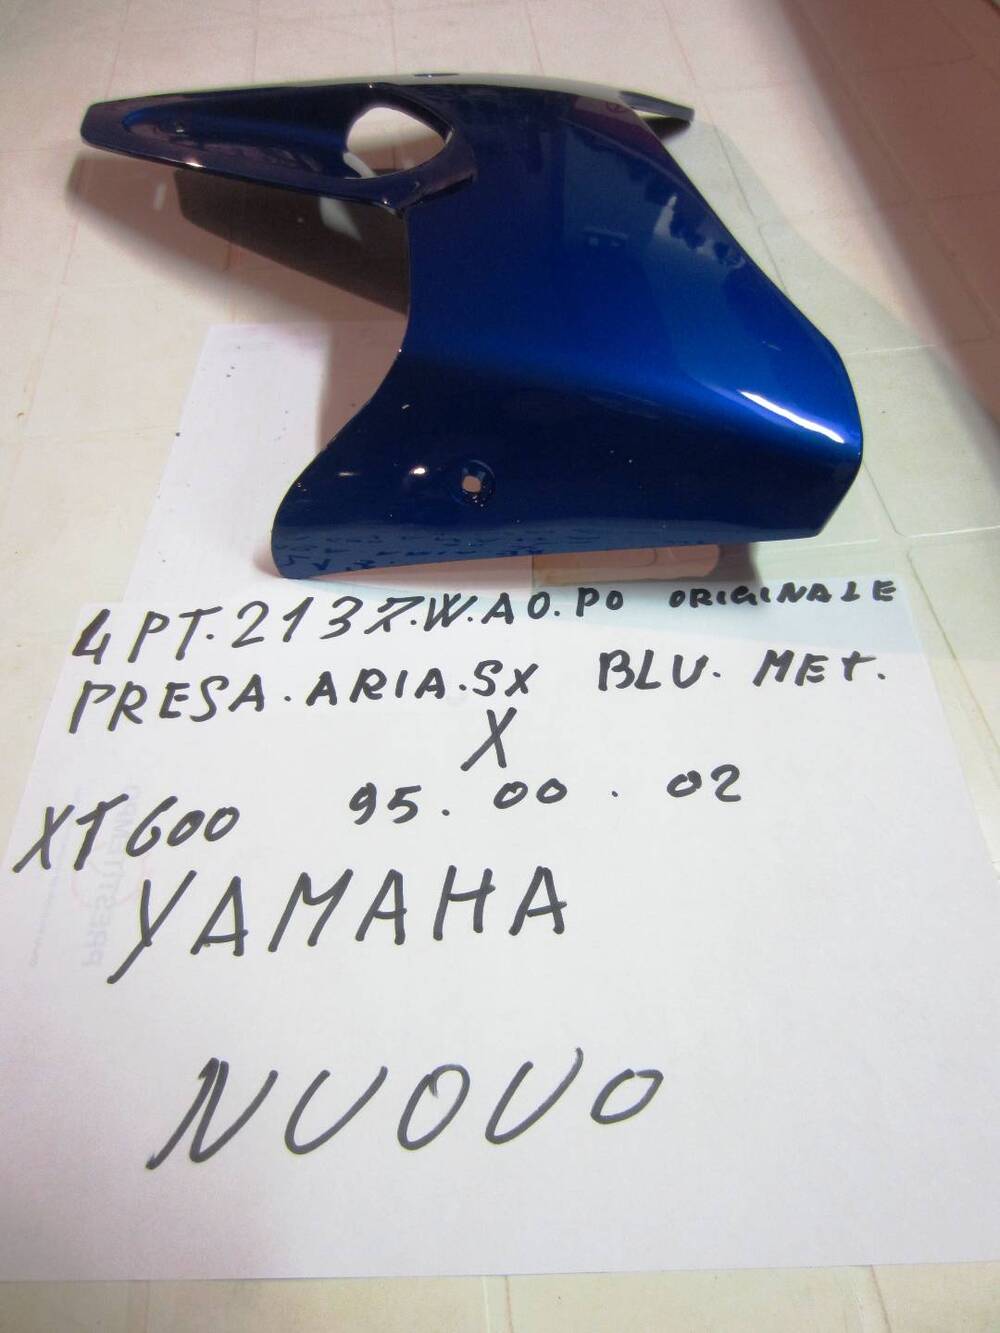 4PT.2137.W.A0.P0 ORIGINALE
PRESA.ARIA.SX BLU. MET.
X
XT600 95.00.02
YAMAHA
NUOVO